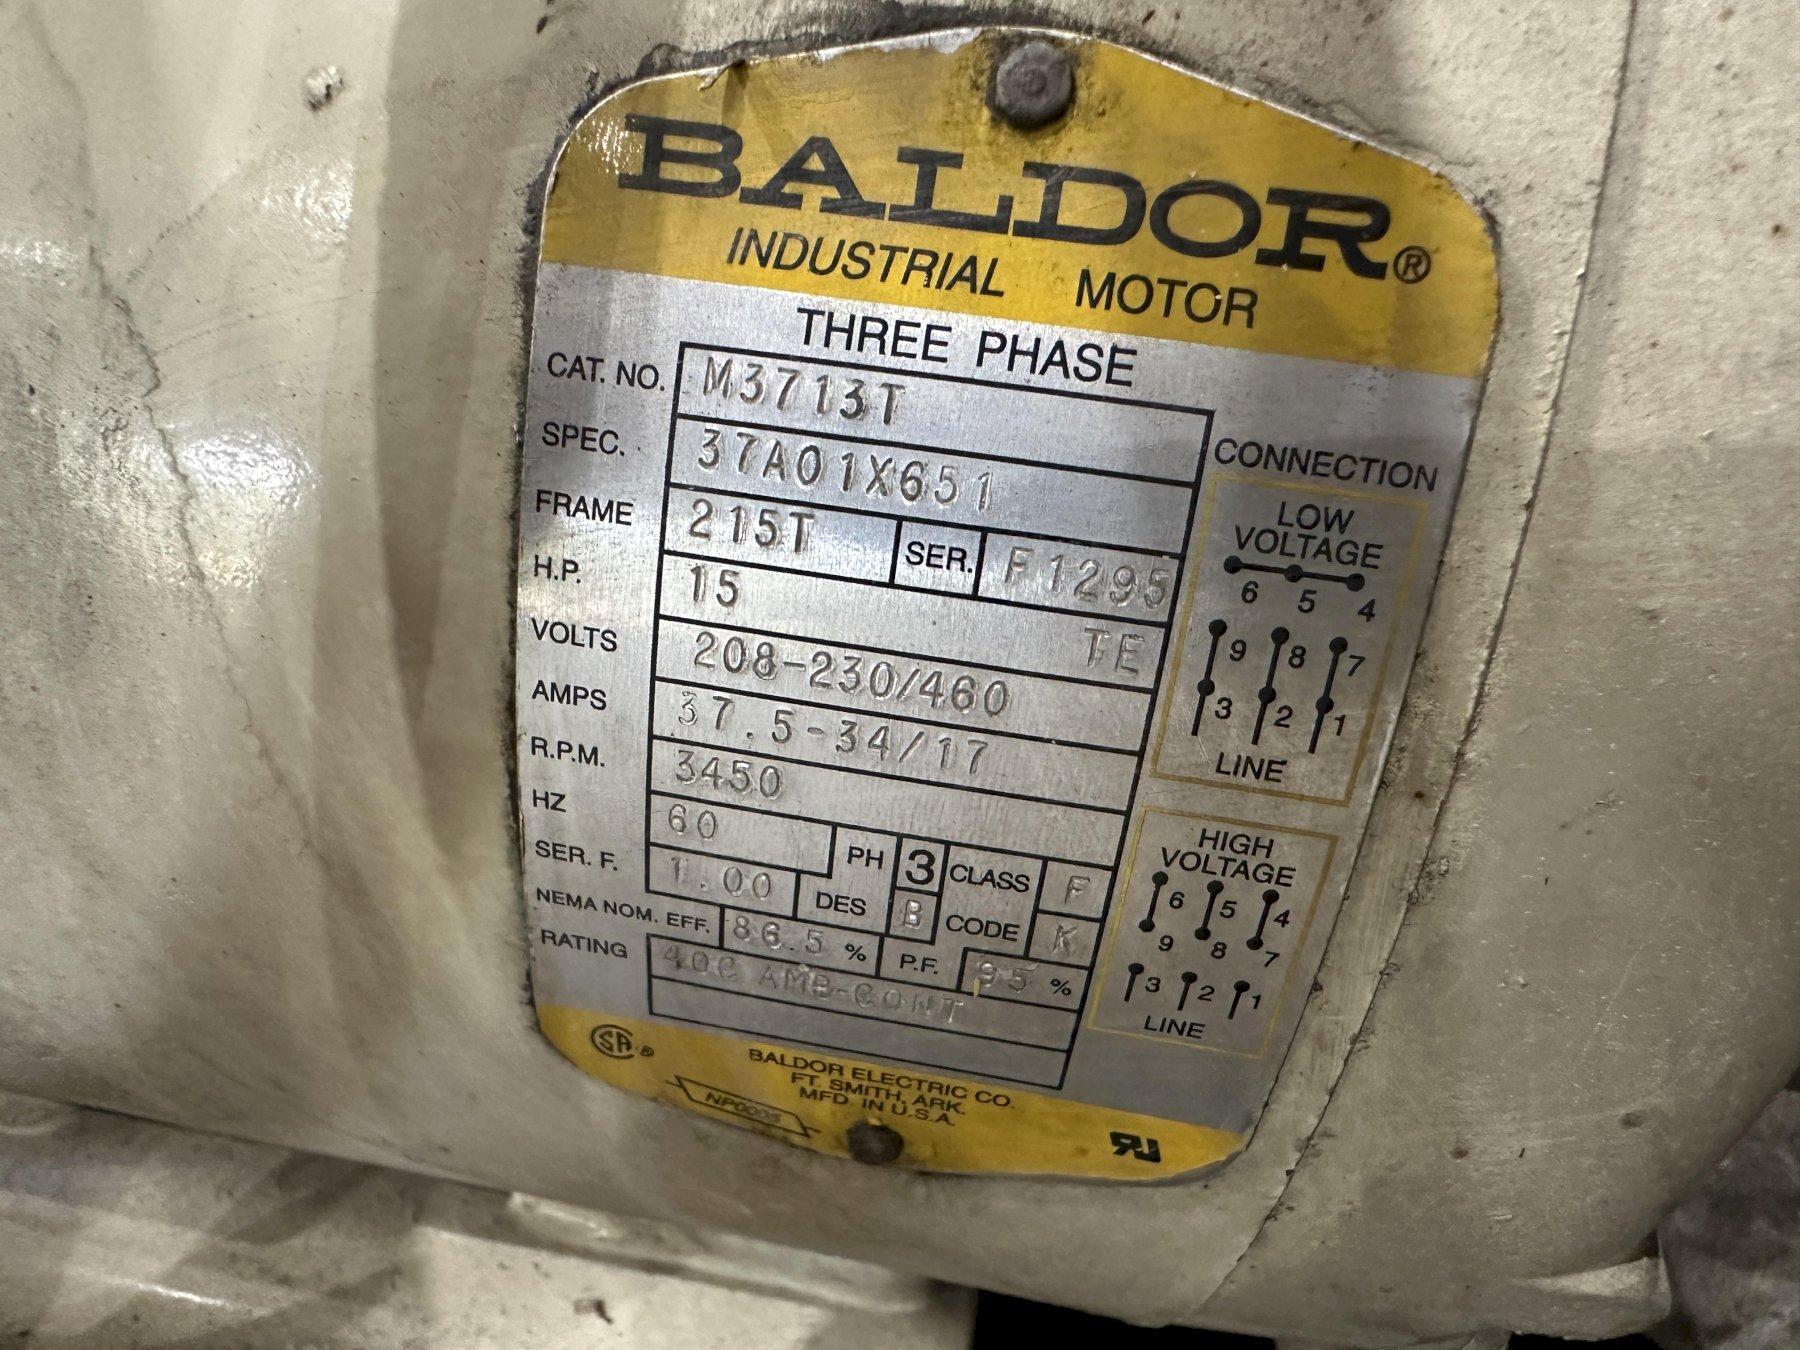 BALDOR®
INDUSTRIAL MOTOR
THREE PHASE
CAT. NO. M3713T
SPEC. 37A01X651
FRAME 215T SER. F1295
H.P. 15 TE
VOLTS 208-230/460
AMPS 37.5-34/17
R.P.M. 3450
HZ 60 PH 3 CLASS F
SER. F. 1.00 DES B CODE K
NEMA NOM. EFF. 86.5 % P.F. 95 %
RATING 40C AMB-CONT
CONNECTION
LOW
VOLTAGE
6 5 4
9 8 7
3 2 1
LINE
HIGH
VOLTAGE
6 5 4
9 8 7
3 2 1
LINE
SA®
BALDOR ELECTRIC CO.
FT. SMITH, ARK.
MFD. IN U.S.A.
NP0005
RU